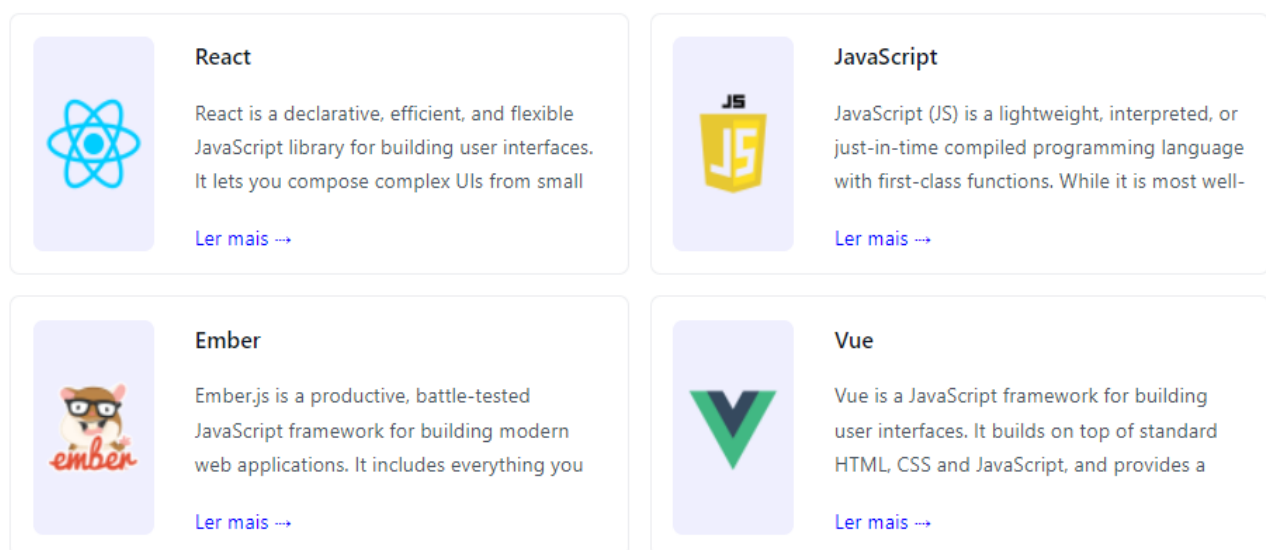 React
React is a declarative, efficient, and flexible
JavaScript library for building user interfaces.
It lets you compose complex UIs from small
Ler mais ⤑
JS
JS
JavaScript
JavaScript (JS) is a lightweight, interpreted, or
just-in-time compiled programming language
with first-class functions. While it is most well-
Ler mais ⤑
ember
Ember
Ember.js is a productive, battle-tested
JavaScript framework for building modern
web applications. It includes everything you
Ler mais ⤑
Vue
Vue is a JavaScript framework for building
user interfaces. It builds on top of standard
HTML, CSS and JavaScript, and provides a
Ler mais ⤑